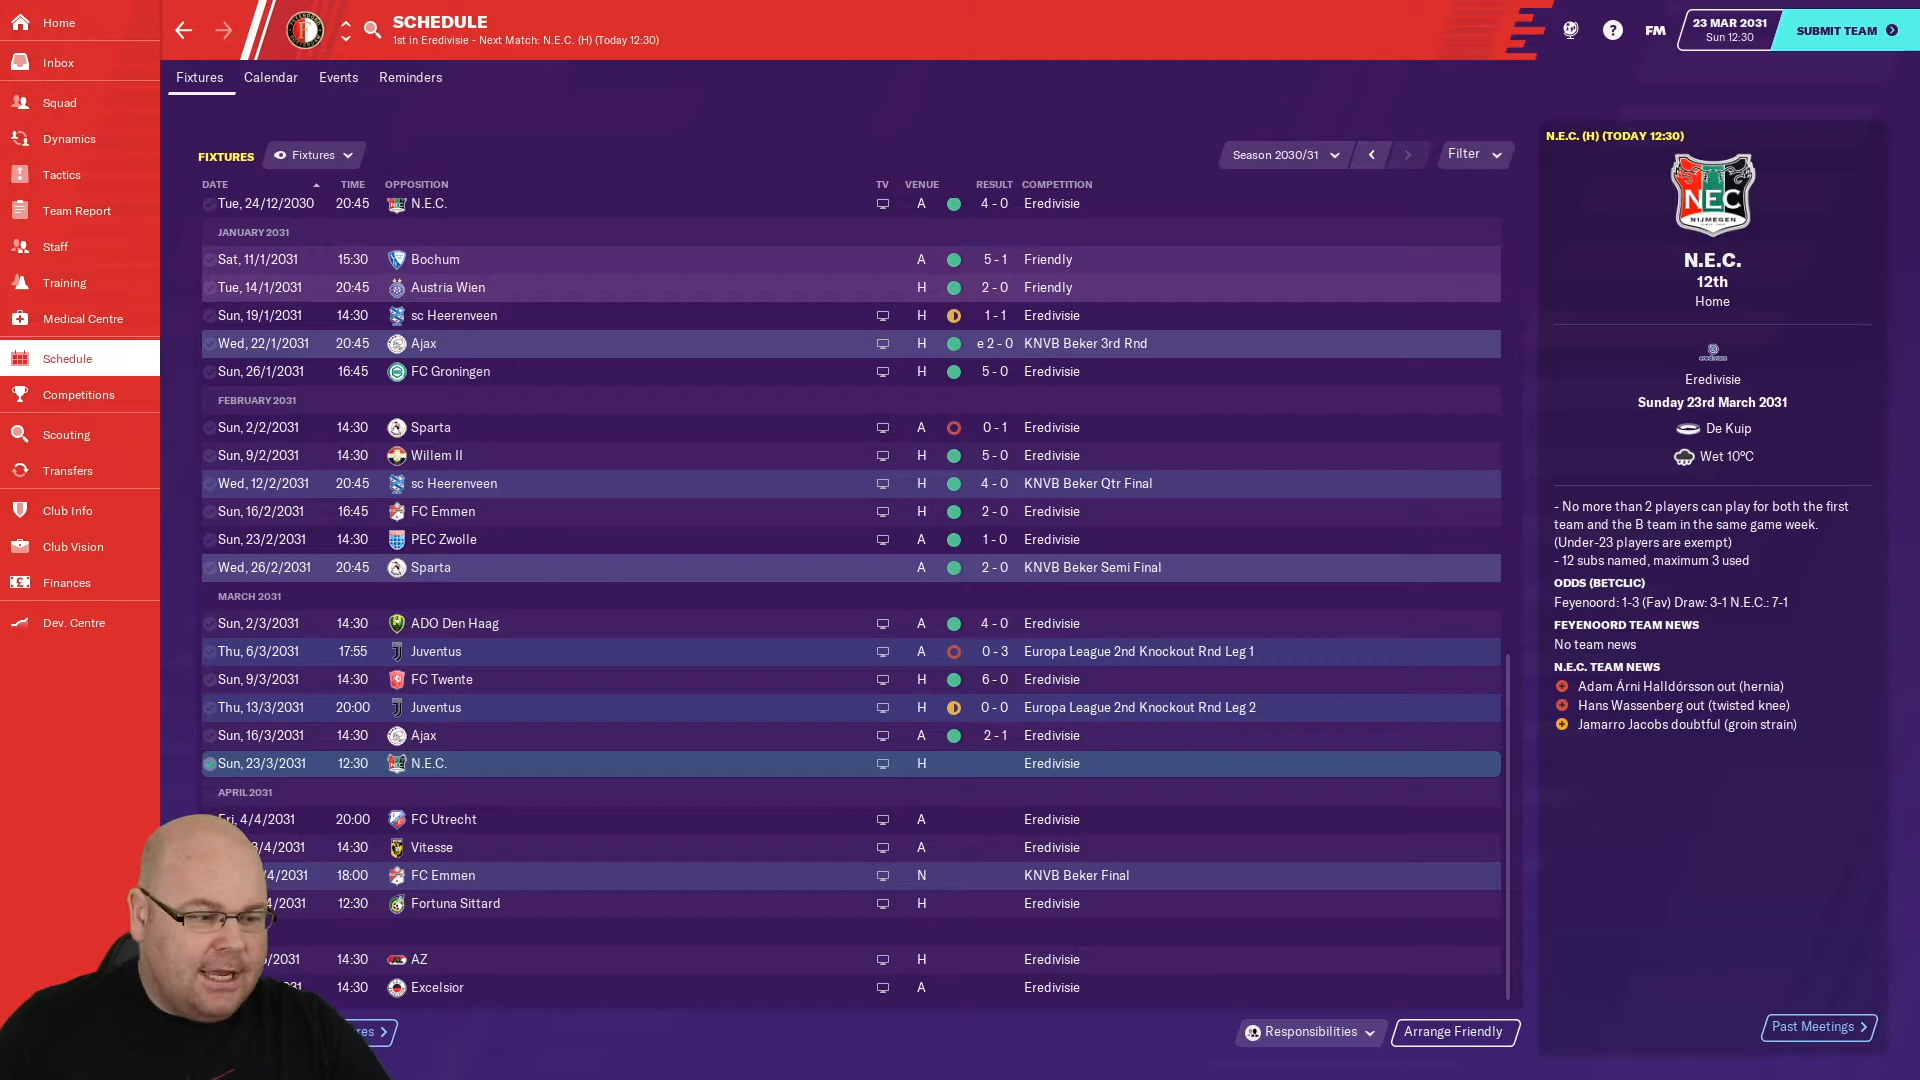 Home
Inbox
Squad
Dynamics
Tactics
Team Report
Staff
Training
Medical Centre
Schedule
Competitions
Scouting
Transfers
Club Info
Club Vision
Finances
Dev. Centre
SCHEDULE
1st in Eredivisie - Next Match: N.E.C. (H) (Today 12:30)
FM
23 MAR 2031
Sun 12:30
SUBMIT TEAM
Fixtures Calendar Events Reminders
FIXTURES Fixtures Season 2030/31 Filter
DATE TIME OPPOSITION TV VENUE RESULT COMPETITION
Tue, 24/12/2030 20:45 N.E.C. A 4 - 0 Eredivisie
JANUARY 2031
Sat, 11/1/2031 15:30 Bochum A 5 - 1 Friendly
Tue, 14/1/2031 20:45 Austria Wien H 2 - 0 Friendly
Sun, 19/1/2031 14:30 sc Heerenveen H 1 - 1 Eredivisie
Wed, 22/1/2031 20:45 Ajax H e 2 - 0 KNVB Beker 3rd Rnd
Sun, 26/1/2031 16:45 FC Groningen H 5 - 0 Eredivisie
FEBRUARY 2031
Sun, 2/2/2031 14:30 Sparta A 0 - 1 Eredivisie
Sun, 9/2/2031 14:30 Willem II H 5 - 0 Eredivisie
Wed, 12/2/2031 20:45 sc Heerenveen H 4 - 0 KNVB Beker Qtr Final
Sun, 16/2/2031 16:45 FC Emmen H 2 - 0 Eredivisie
Sun, 23/2/2031 14:30 PEC Zwolle A 1 - 0 Eredivisie
Wed, 26/2/2031 20:45 Sparta A 2 - 0 KNVB Beker Semi Final
MARCH 2031
Sun, 2/3/2031 14:30 ADO Den Haag A 4 - 0 Eredivisie
Thu, 6/3/2031 17:55 Juventus A 0 - 3 Europa League 2nd Knockout Rnd Leg 1
Sun, 9/3/2031 14:30 FC Twente H 6 - 0 Eredivisie
Thu, 13/3/2031 20:00 Juventus H 0 - 0 Europa League 2nd Knockout Rnd Leg 2
Sun, 16/3/2031 14:30 Ajax A 2 - 1 Eredivisie
Sun, 23/3/2031 12:30 N.E.C. H Eredivisie
APRIL 2031
Fri, 4/4/2031 20:00 FC Utrecht A Eredivisie
/4/2031 14:30 Vitesse A Eredivisie
/4/2031 18:00 FC Emmen N KNVB Beker Final
4/2031 12:30 Fortuna Sittard H Eredivisie
/2031 14:30 AZ H Eredivisie
31 14:30 Excelsior A Eredivisie
res Responsibilities Arrange Friendly
N.E.C. (H) (TODAY 12:30)
NEC
NIJMEGEN
N.E.C.
12th
Home
Eredivisie
Sunday 23rd March 2031
De Kuip
Wet 10ºC
- No more than 2 players can play for both the first
team and the B team in the same game week.
(Under-23 players are exempt)
- 12 subs named, maximum 3 used
ODDS (BETCLIC)
Feyenoord: 1-3 (Fav) Draw: 3-1 N.E.C.: 7-1
FEYENOORD TEAM NEWS
No team news
N.E.C. TEAM NEWS
Adam Árni Halldórsson out (hernia)
Hans Wassenberg out (twisted knee)
Jamarro Jacobs doubtful (groin strain)
Past Meetings